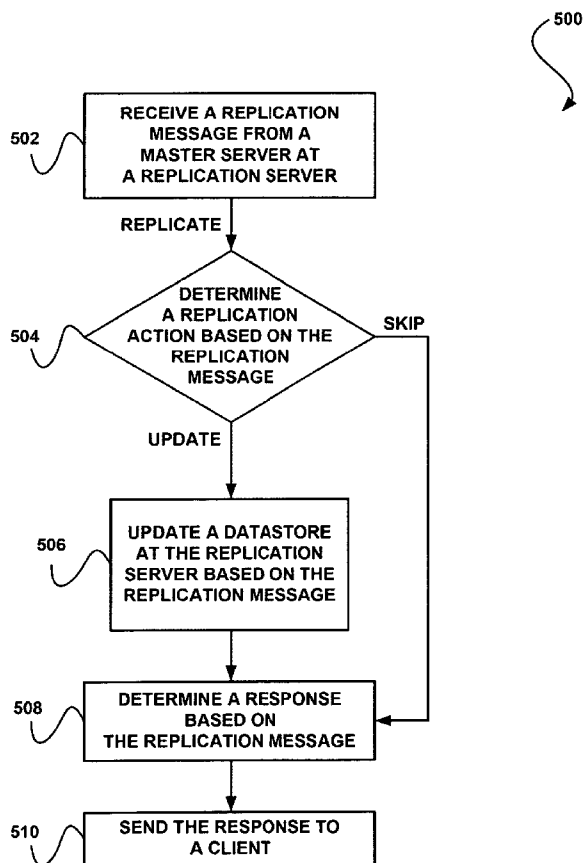 500
502
RECEIVE A REPLICATION
MESSAGE FROM A
MASTER SERVER AT
A REPLICATION SERVER
REPLICATE
504
DETERMINE
A REPLICATION
ACTION BASED ON THE
REPLICATION
MESSAGE
SKIP
UPDATE
506
UPDATE A DATASTORE
AT THE REPLICATION
SERVER BASED ON THE
REPLICATION MESSAGE
508
DETERMINE A RESPONSE
BASED ON
THE REPLICATION MESSAGE
510
SEND THE RESPONSE TO
A CLIENT